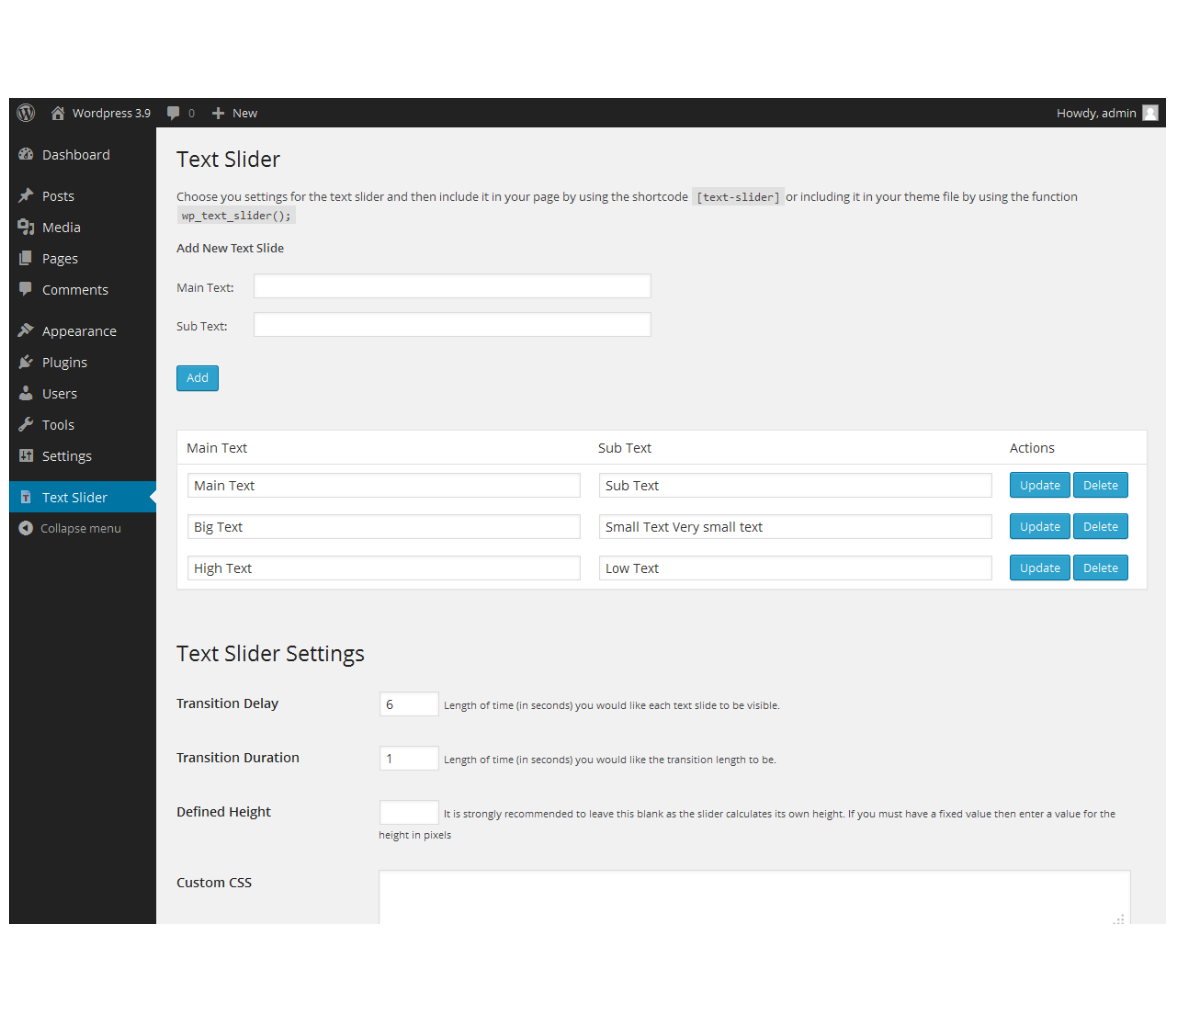 Wordpress 3.9 0 New Howdy, admin
Dashboard
Posts
Media
Pages
Comments
Appearance
Plugins
Users
Tools
Settings
Text Slider
Collapse menu
Text Slider
Choose you settings for the text slider and then include it in your page by using the shortcode [text-slider] or including it in your theme file by using the function
wp_text_slider();
Add New Text Slide
Main Text:
Sub Text:
Add
Main Text Sub Text Actions
Main Text Sub Text Update Delete
Big Text Small Text Very small text Update Delete
High Text Low Text Update Delete
Text Slider Settings
Transition Delay 6 Length of time (in seconds) you would like each text slide to be visible.
Transition Duration 1 Length of time (in seconds) you would like the transition length to be.
Defined Height It is strongly recommended to leave this blank as the slider calculates its own height. If you must have a fixed value then enter a value for the
height in pixels
Custom CSS